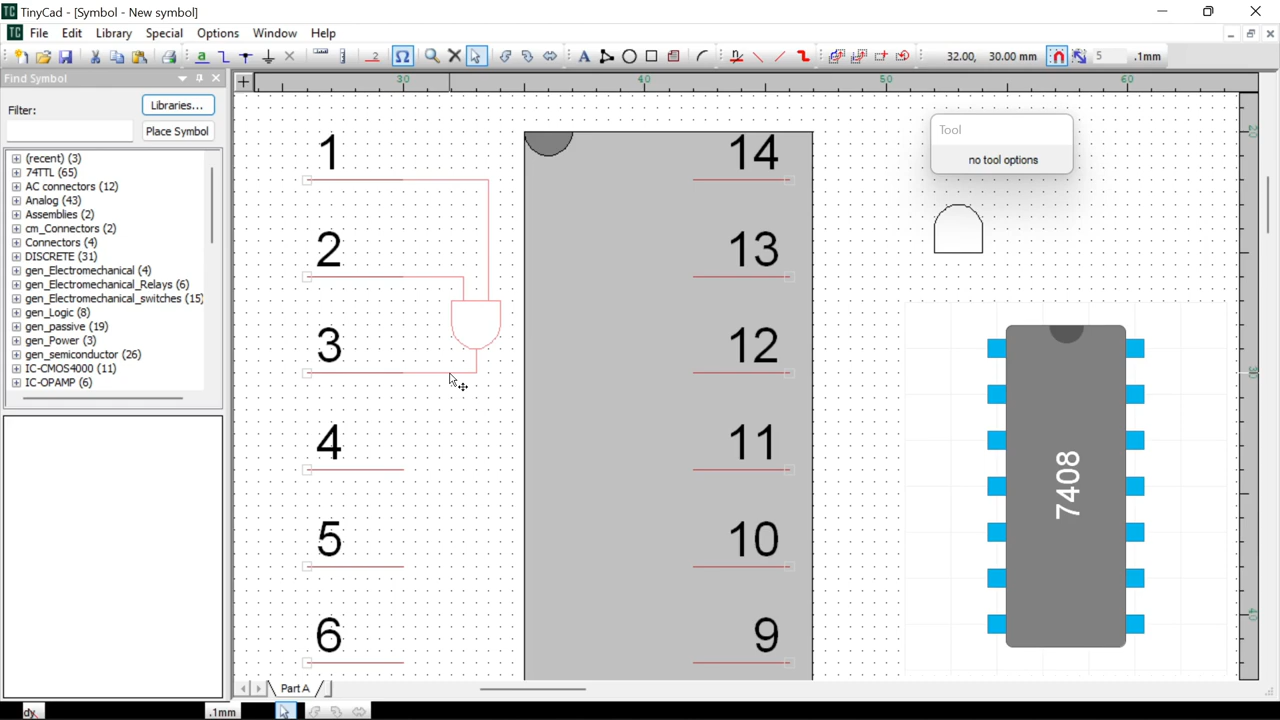 TinyCad - [Symbol - New symbol]
File Edit Library Special Options Window Help
32.00, 30.00 mm 5 .1mm
Find Symbol
Filter:
Libraries...
Place Symbol
(recent) (3)
74TTL (65)
AC connectors (12)
Analog (43)
Assemblies (2)
cm_Connectors (2)
Connectors (4)
DISCRETE (31)
gen_Electromechanical (4)
gen_Electromechanical_Relays (6)
gen_Electromechanical_switches (15)
gen_Logic (8)
gen_passive (19)
gen_Power (3)
gen_semiconductor (26)
IC-CMOS4000 (11)
IC-OPAMP (6)
30 40 50 60
20
30
40
1 14
2 13
3 12
4 11
5 10
6 9
Tool
no tool options
7408
Part A
dy
.1mm